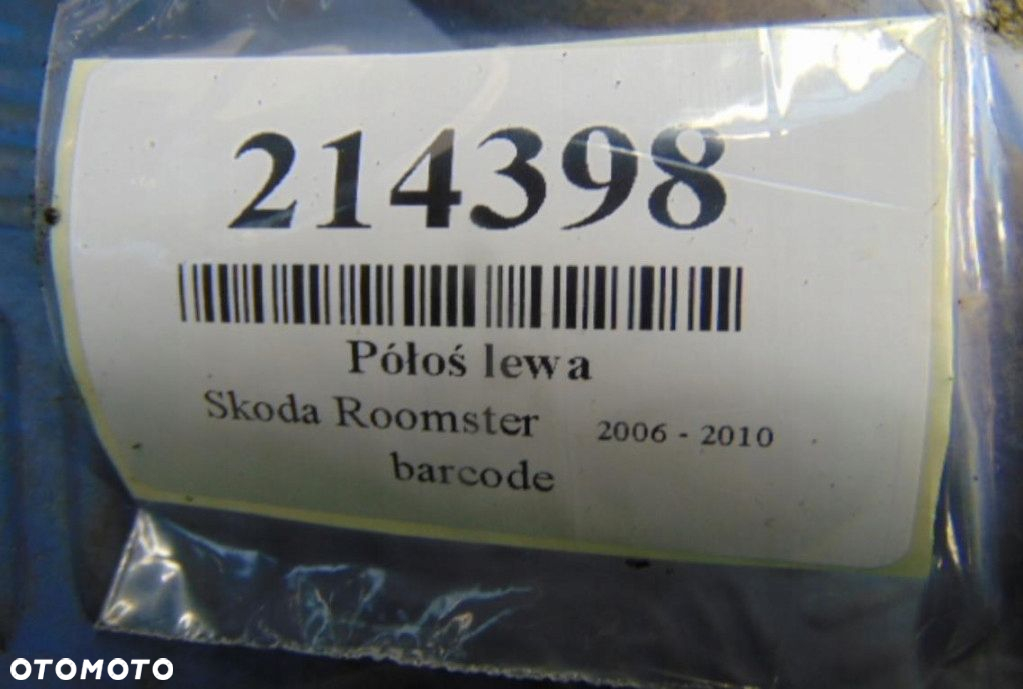 214398
Półoś lewa
Skoda Roomster 2006 - 2010
barcode
OTOMOTO